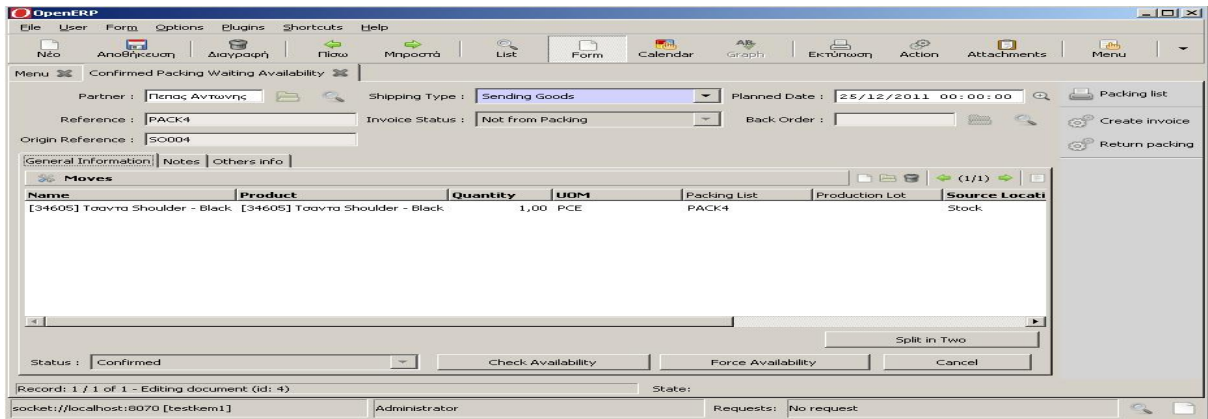 OpenERP
File User Form Options Plugins Shortcuts Help
Νέο Αποθήκευση Διαγραφή Πίσω Μπροστά List Form Calendar Graph Εκτύπωση Action Attachments Menu
Menu Confirmed Packing Waiting Availability
Partner : Πεπας Αντωνης Shipping Type : Sending Goods Planned Date : 25/12/2011 00:00:00 Packing list
Reference : PACK4 Invoice Status : Not from Packing Back Order : Create invoice
Origin Reference : SO004 Return packing
General Information Notes Others info
Moves (1/1)
Name Product Quantity UOM Packing List Production Lot Source Locati
[34605] Τσαντα Shoulder - Black [34605] Τσαντα Shoulder - Black 1,00 PCE PACK4 Stock
Split in Two
Status : Confirmed Check Availability Force Availability Cancel
Record: 1 / 1 of 1 - Editing document (id: 4) State:
socket://localhost:8070 [testkem1] Administrator Requests: No request